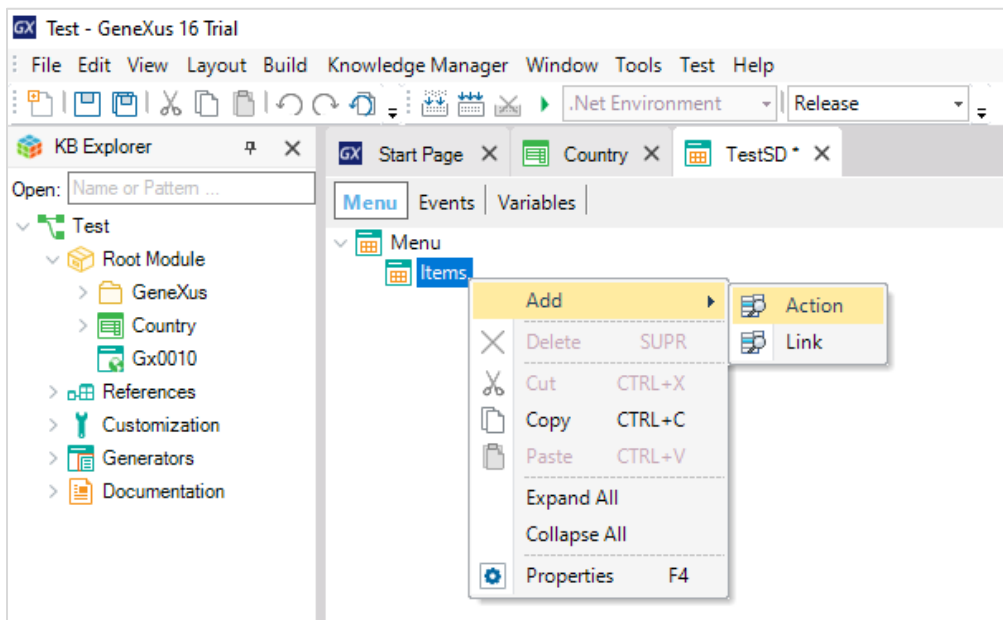 GX Test - GeneXus 16 Trial
File Edit View Layout Build Knowledge Manager Window Tools Test Help
.Net Environment Release
KB Explorer
GX Start Page Country TestSD *
Open: Name or Pattern ...
Menu Events Variables
Test
Root Module
GeneXus
Country
Gx0010
References
Customization
Generators
Documentation
Menu
Items
Add
Delete SUPR
Cut CTRL+X
Copy CTRL+C
Paste CTRL+V
Expand All
Collapse All
Properties F4
Action
Link